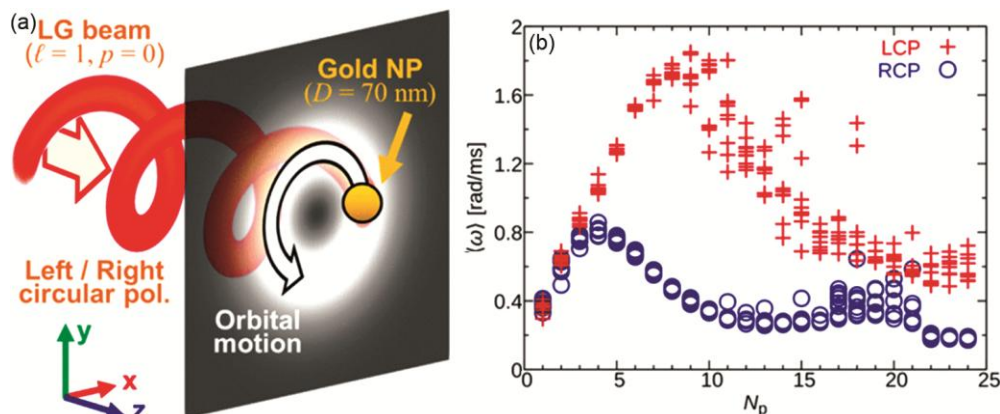 (a)
LG beam
(ℓ = 1, p = 0)
Gold NP
(D = 70 nm)
Left / Right
circular pol.
Orbital
motion
y
x
z
(b)
LCP +
RCP
⟨ω⟩ [rad/ms]
2
1.6
1.2
0.8
0.4
0
0 5 10 15 20 25
Nₚ